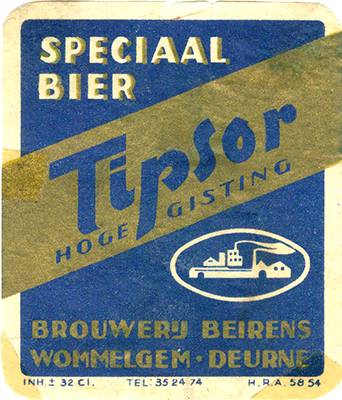 SPECIAAL
BIER
Tipsor
HOGE GISTING
BROUWERIJ BEIRENS
WOMMELGEM · DEURNE
INH. ± 32 Cl. TEL: 35 24 74 H.R.A. 58 54